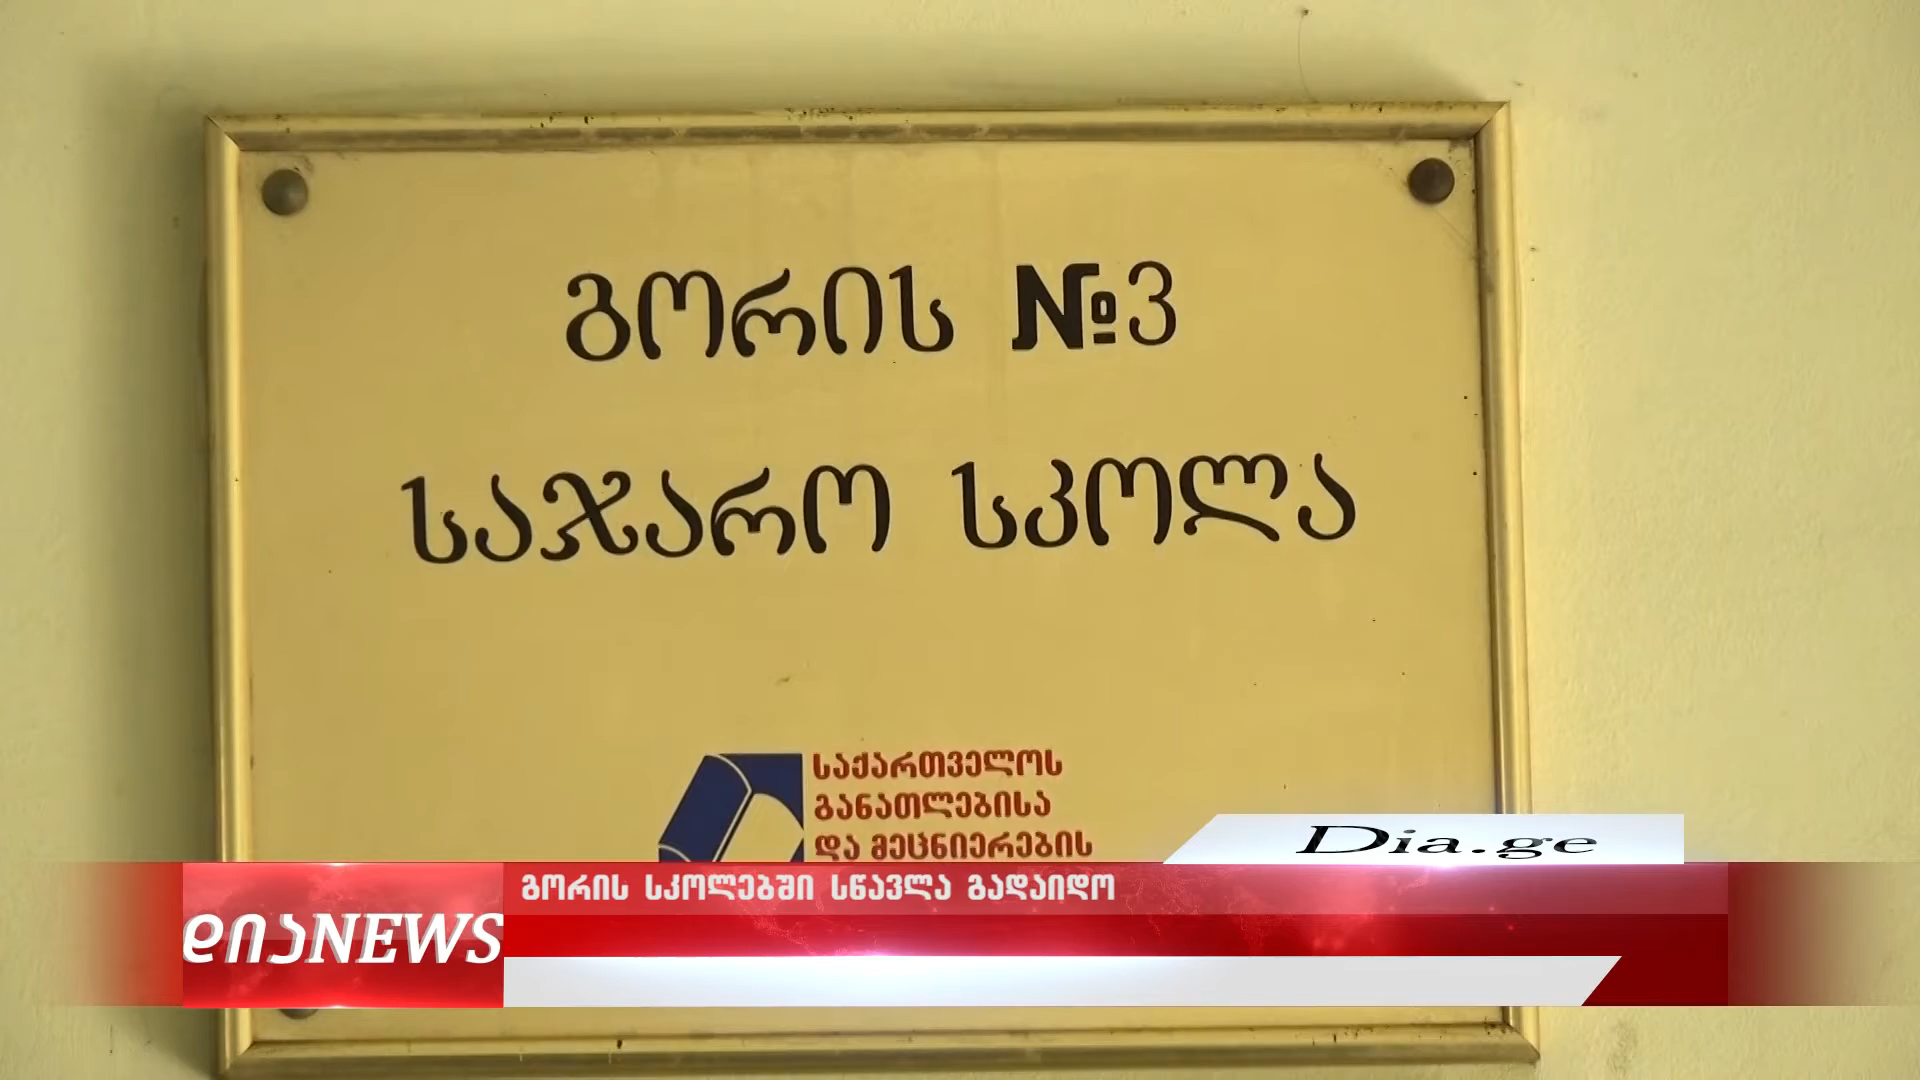 გორის №3
საჯარო სკოლა
საქართველოს
განათლებისა
და მეცნიერების
Dia.ge
გორის სკოლებში სწავლა გადაიდო
დიაNEWS